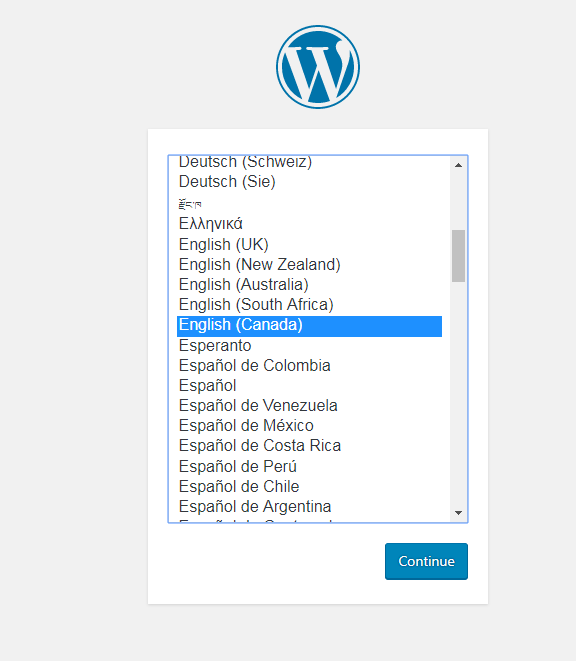 Deutsch (Schweiz)
Deutsch (Sie)
རྫོང་ཁ
Ελληνικά
English (UK)
English (New Zealand)
English (Australia)
English (South Africa)
English (Canada)
Esperanto
Español de Colombia
Español
Español de Venezuela
Español de México
Español de Costa Rica
Español de Perú
Español de Chile
Español de Argentina
Continue